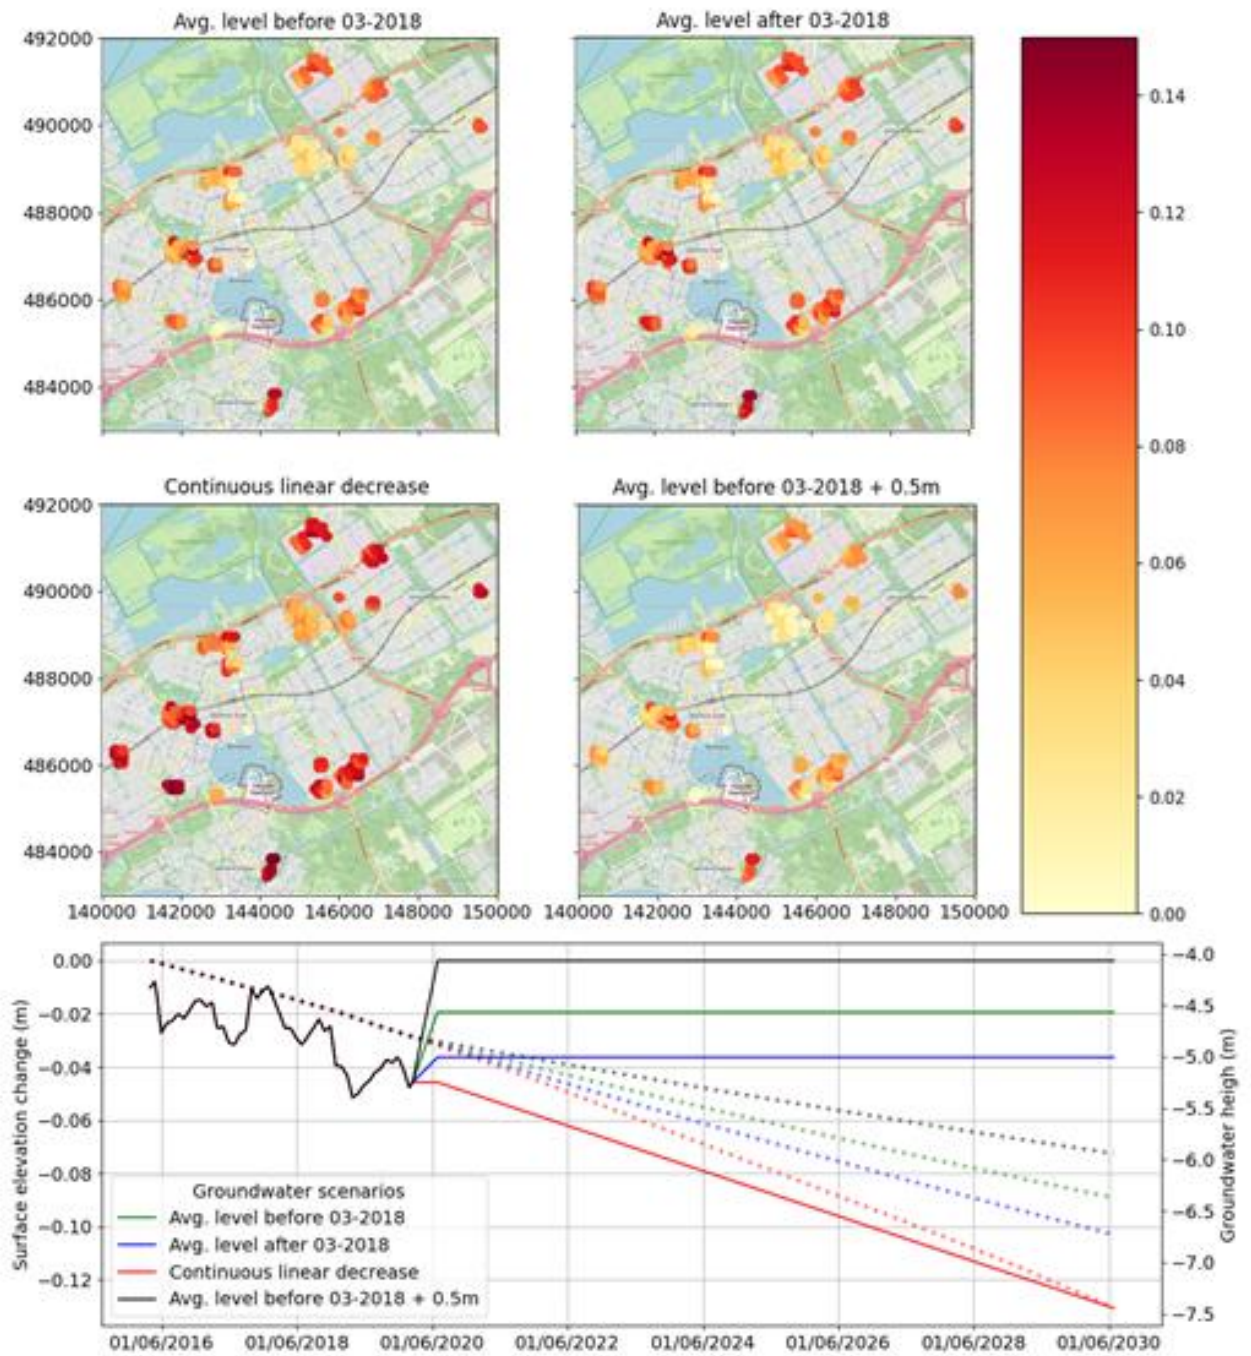 Avg. level before 03-2018
Avg. level after 03-2018
492000
490000
488000
486000
484000
0.14
0.12
0.10
0.08
0.06
0.04
0.02
0.00
Continuous linear decrease
Avg. level before 03-2018 + 0.5m
492000
490000
488000
486000
484000
140000 142000 144000 146000 148000 150000
140000 142000 144000 146000 148000 150000
Surface elevation change (m)
0.00
−0.02
−0.04
−0.06
−0.08
−0.10
−0.12
Groundwater scenarios
Avg. level before 03-2018
Avg. level after 03-2018
Continuous linear decrease
Avg. level before 03-2018 + 0.5m
−4.0
−4.5
−5.0
−5.5
−6.0
−6.5
−7.0
−7.5
Groundwater heigh (m)
01/06/2016 01/06/2018 01/06/2020 01/06/2022 01/06/2024 01/06/2026 01/06/2028 01/06/2030